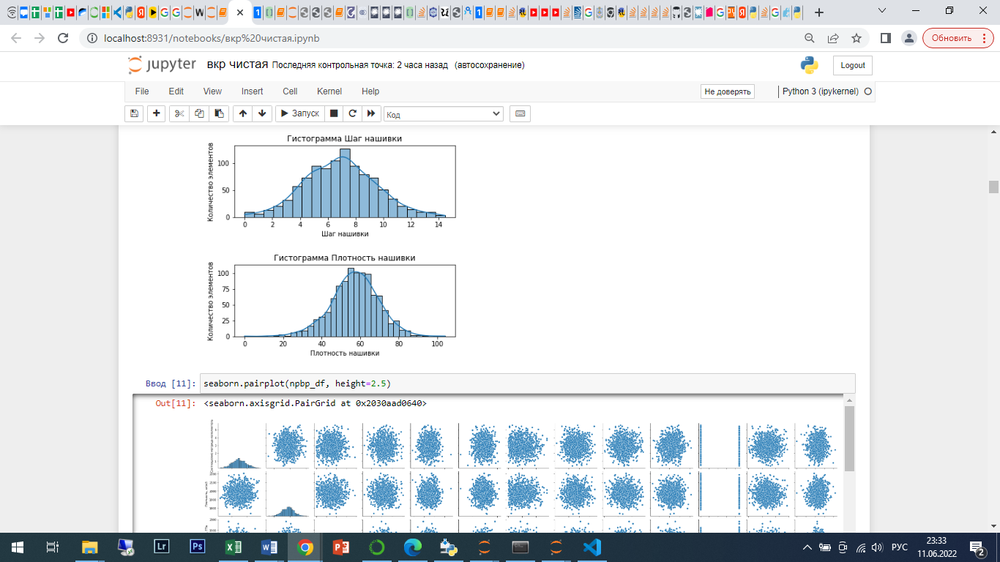 localhost:8931/notebooks/вкр%20чистая.ipynb
Обновить
jupyter вкр чистая Последняя контрольная точка: 2 часа назад (автосохранение)
Logout
File Edit View Insert Cell Kernel Help
Не доверять
Python 3 (ipykernel)
Запуск
Код
Гистограмма Шаг нашивки
Количество элементов
100
50
0
0 2 4 6 8 10 12 14
Шаг нашивки
Гистограмма Плотность нашивки
Количество элементов
100
75
50
25
0
0 20 40 60 80 100
Плотность нашивки
Ввод [11]: seaborn.pairplot(npbp_df, height=2.5)
Out[11]: <seaborn.axisgrid.PairGrid at 0x2030aad0640>
Lr
Ps
РУС
23:33
11.06.2022
2